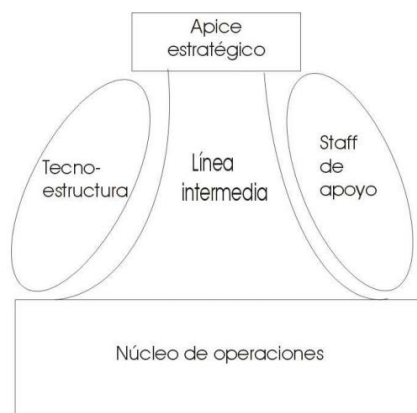 Apice
estratégico
Tecno-
estructura
Línea
intermedia
Staff
de
apoyo
Núcleo de operaciones